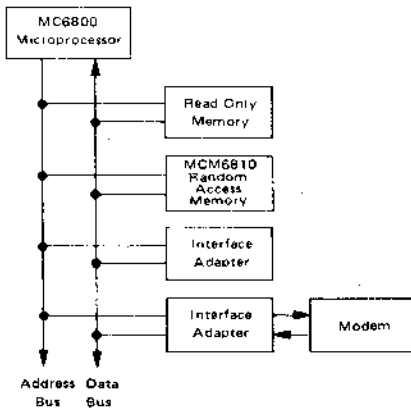 MC6800
Microprocessor
Read Only
Memory
MCM6810
Random
Access
Memory
Interface
Adapter
Interface
Adapter
Modem
Address Data
Bus Bus